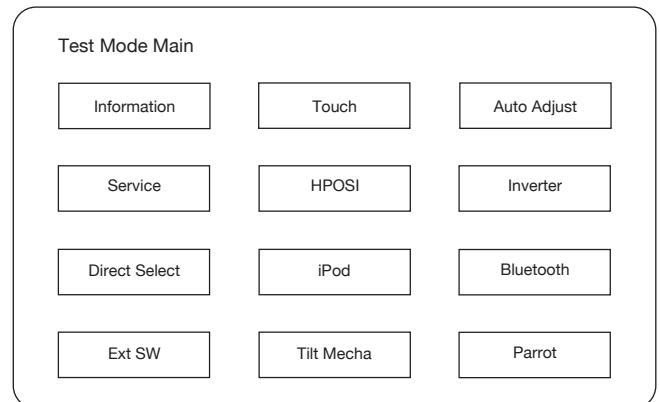 Test Mode Main
Information Touch Auto Adjust
Service HPOSI Inverter
Direct Select iPod Bluetooth
Ext SW Tilt Mecha Parrot